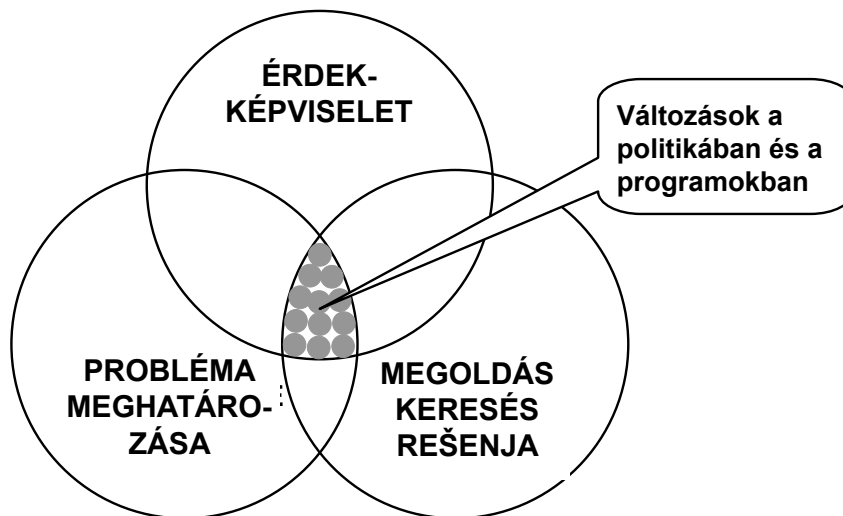 ÉRDEK-
KÉPVISELET
Változások a
politikában és a
programokban
PROBLÉMA
MEGHATÁRO-
ZÁSA
MEGOLDÁS
KERESÉS
REŠENJA